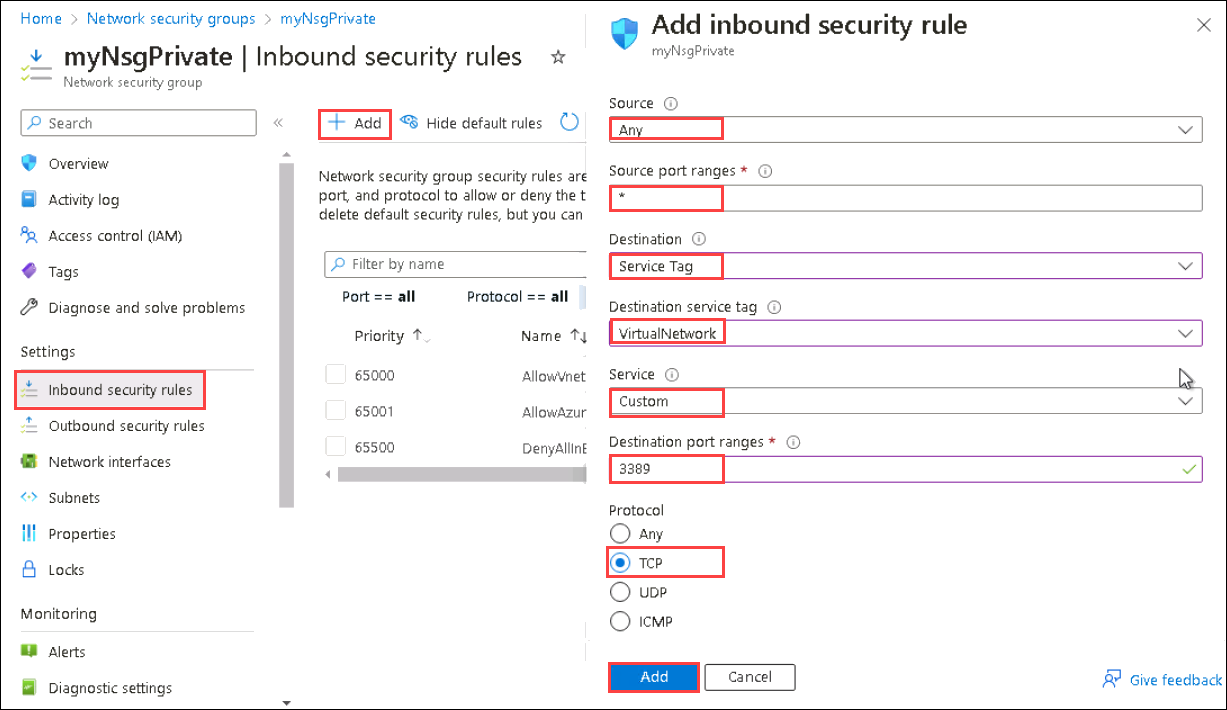 Home > Network security groups > myNsgPrivate
myNsgPrivate | Inbound security rules
Network security group
Search
«
Overview
Activity log
Access control (IAM)
Tags
Diagnose and solve problems
Settings
Inbound security rules
Outbound security rules
Network interfaces
Subnets
Properties
Locks
Monitoring
Alerts
Diagnostic settings
+ Add
Hide default rules
Network security group security rules are
port, and protocol to allow or deny the t
delete default security rules, but you can
Filter by name
Port == all
Protocol == all
Priority ↑
Name ↑↓
65000
AllowVnet
65001
AllowAzur
65500
DenyAllInB
Add inbound security rule
myNsgPrivate
Source
Any
Source port ranges *
*
Destination
Service Tag
Destination service tag
VirtualNetwork
Service
Custom
Destination port ranges *
3389
Protocol
Any
TCP
UDP
ICMP
Add
Cancel
Give feedback